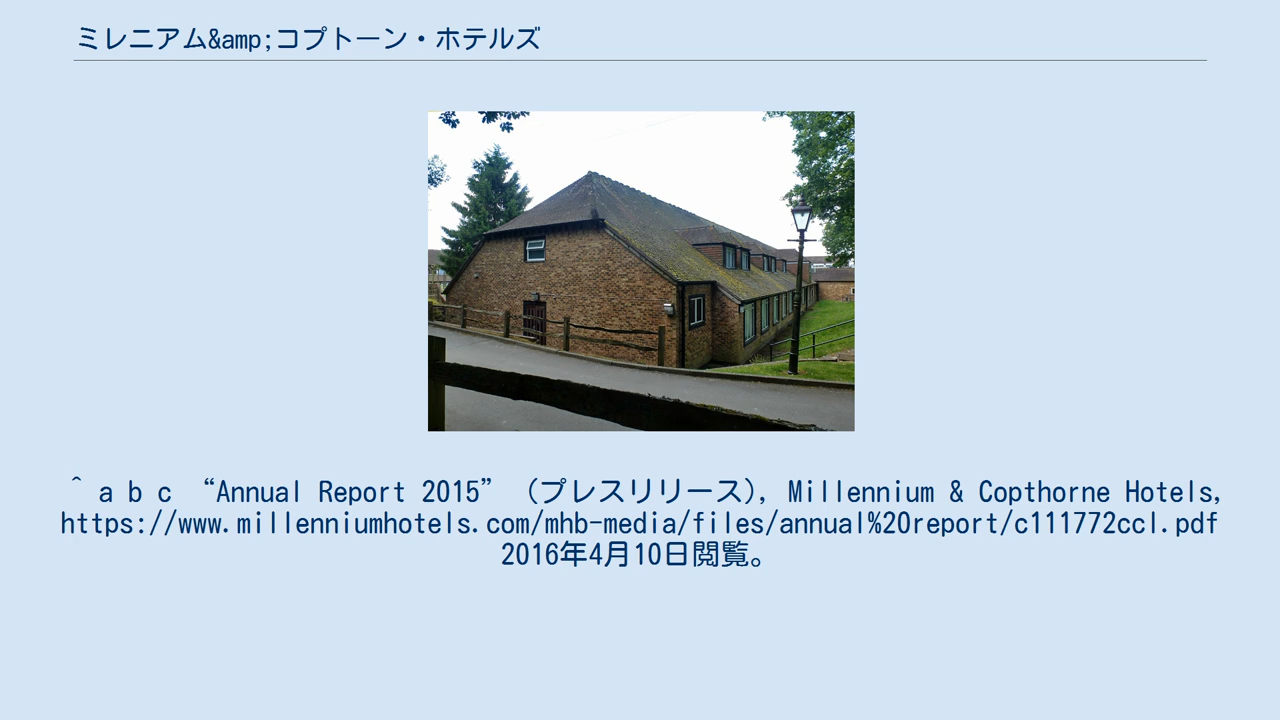 ミレニアム&amp;コプトーン・ホテルズ
^ a b c “Annual Report 2015” (プレスリリース), Millennium & Copthorne Hotels,
https://www.millenniumhotels.com/mhb-media/files/annual%20report/c111772ccl.pdf
2016年4月10日閲覧。